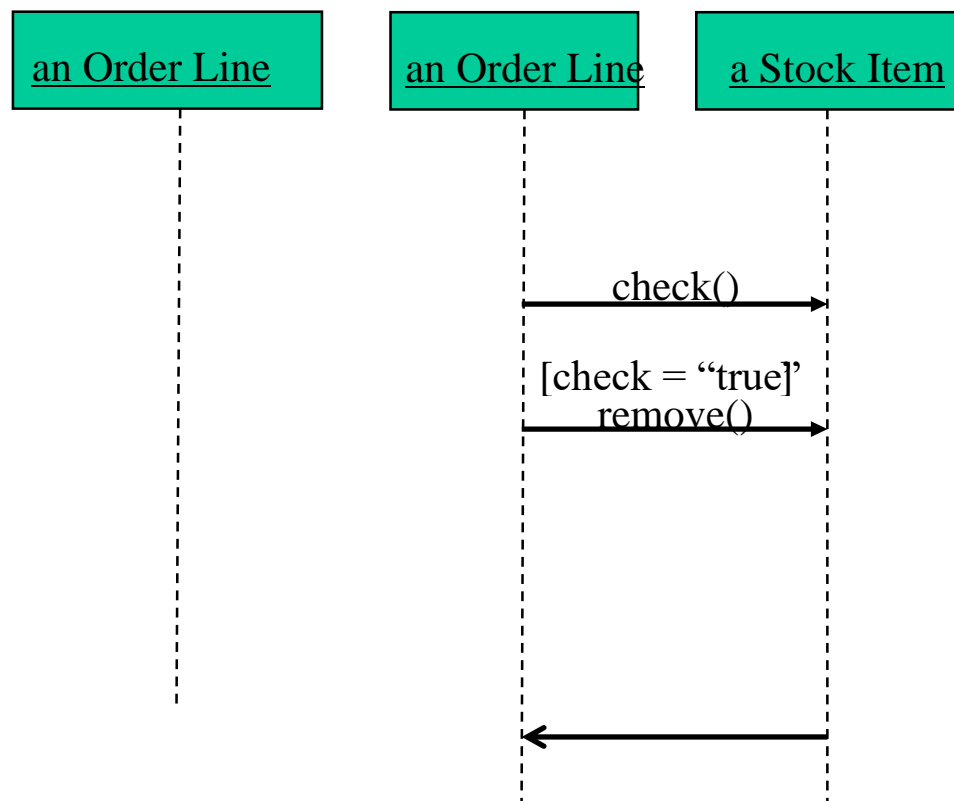 an Order Line
an Order Line
a Stock Item
check()
[check = “true]”
remove()